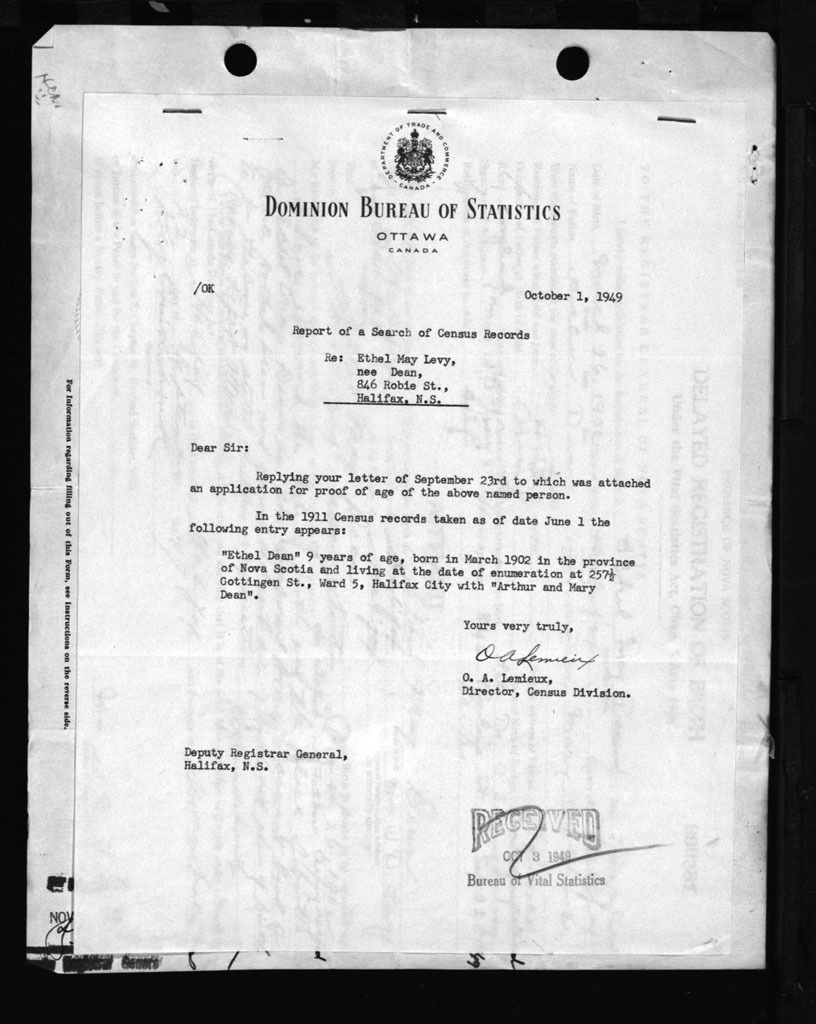 DEPARTMENT OF TRADE AND COMMERCE
CANADA
DOMINION BUREAU OF STATISTICS
OTTAWA
CANADA
/OK
October 1, 1949
Report of a Search of Census Records
Re: Ethel May Levy,
nee Dean,
846 Robie St.,
Halifax, N.S.
Dear Sir:
Replying your letter of September 23rd to which was attached
an application for proof of age of the above named person.
In the 1911 Census records taken as of date June 1 the
following entry appears:
"Ethel Dean" 9 years of age, born in March 1902 in the province
of Nova Scotia and living at the date of enumeration at 257½
Gottingen St., Ward 5, Halifax City with "Arthur and Mary
Dean".
Yours very truly,
O A Lemieux
O. A. Lemieux,
Director, Census Division.
Deputy Registrar General,
Halifax, N.S.
RECEIVED
OCT 3 1949
Bureau of Vital Statistics
For Information regarding filling out of this Form, see Instructions on the reverse side.
NOV
Registrar General